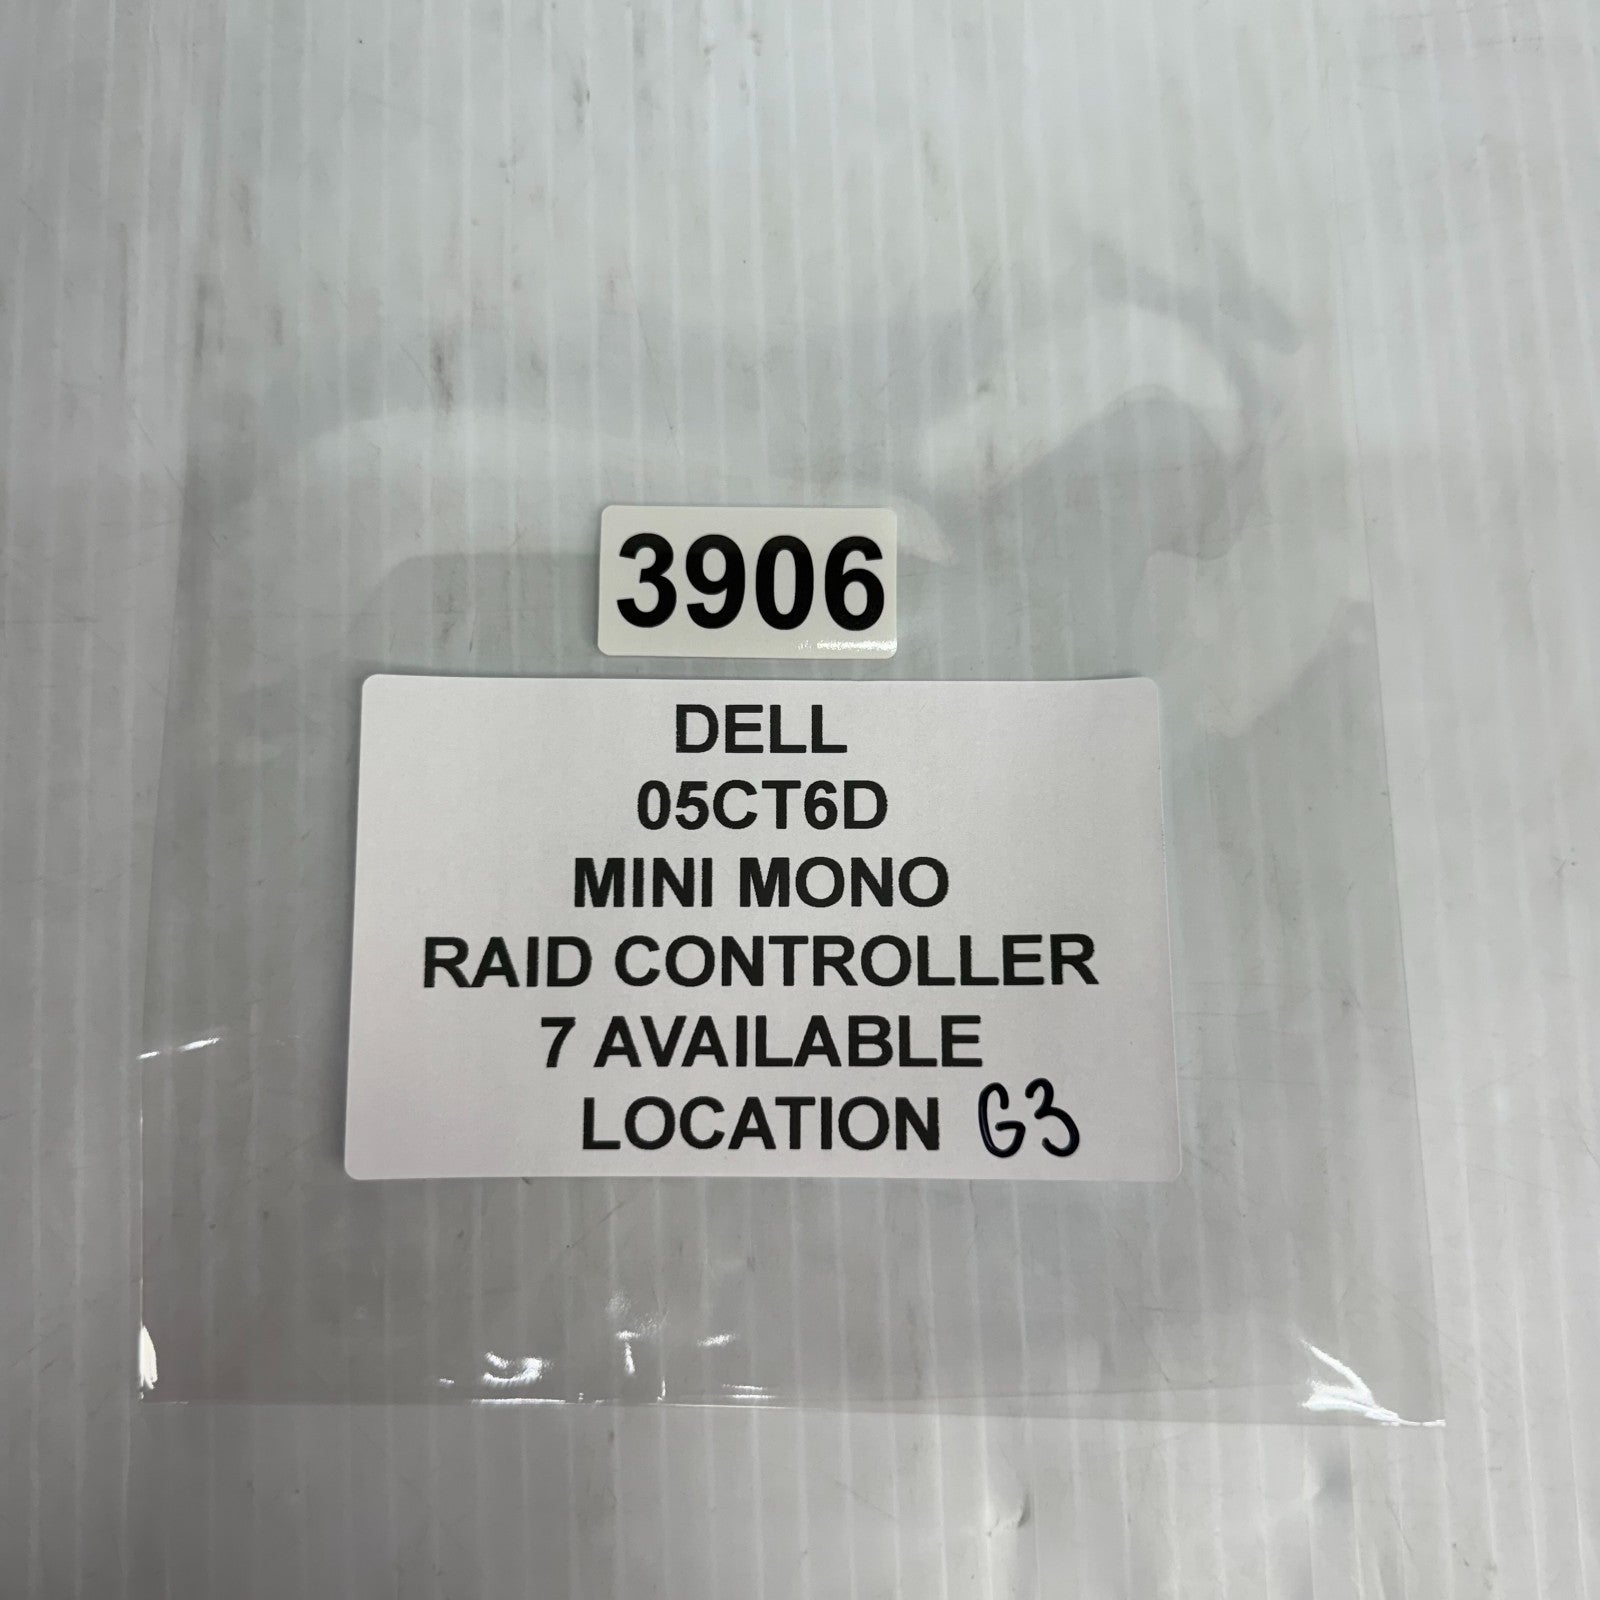 3906
DELL
05CT6D
MINI MONO
RAID CONTROLLER
7 AVAILABLE
LOCATION G3